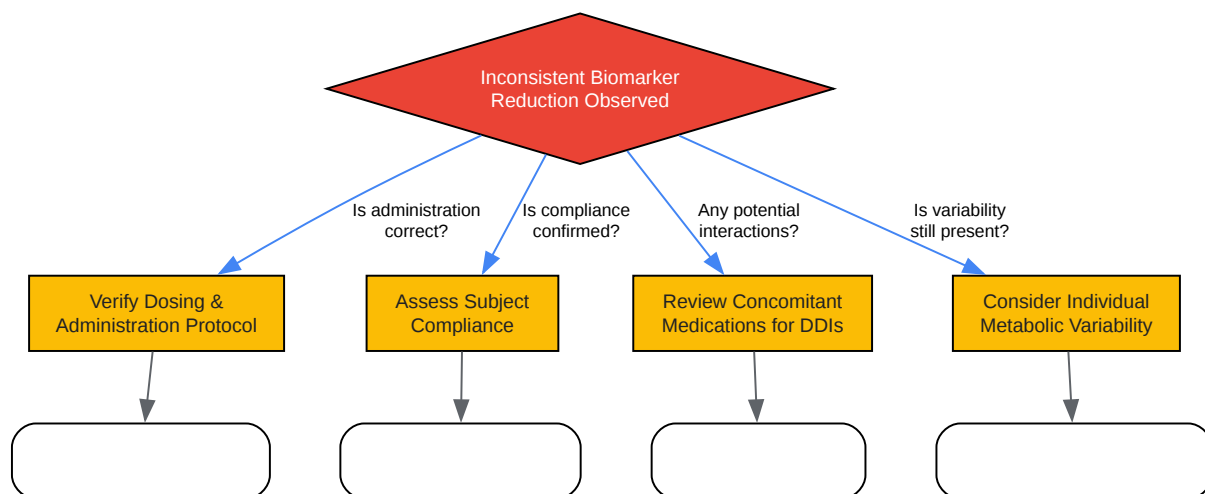 Inconsistent Biomarker
Reduction Observed
Is administration
correct?
Is compliance
confirmed?
Any potential
interactions?
Is variability
still present?
Verify Dosing &
Administration Protocol
Assess Subject
Compliance
Review Concomitant
Medications for DDIs
Consider Individual
Metabolic Variability